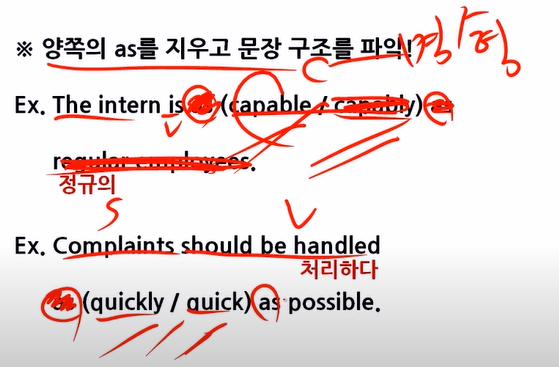 ※ 양쪽의 as를 지우고 문장 구조를 파악!
Ex. The intern is as (capable / capably) as
regular employees.
정규의
S V
Ex. Complaints should be handled
처리하다
as (quickly / quick) as possible.